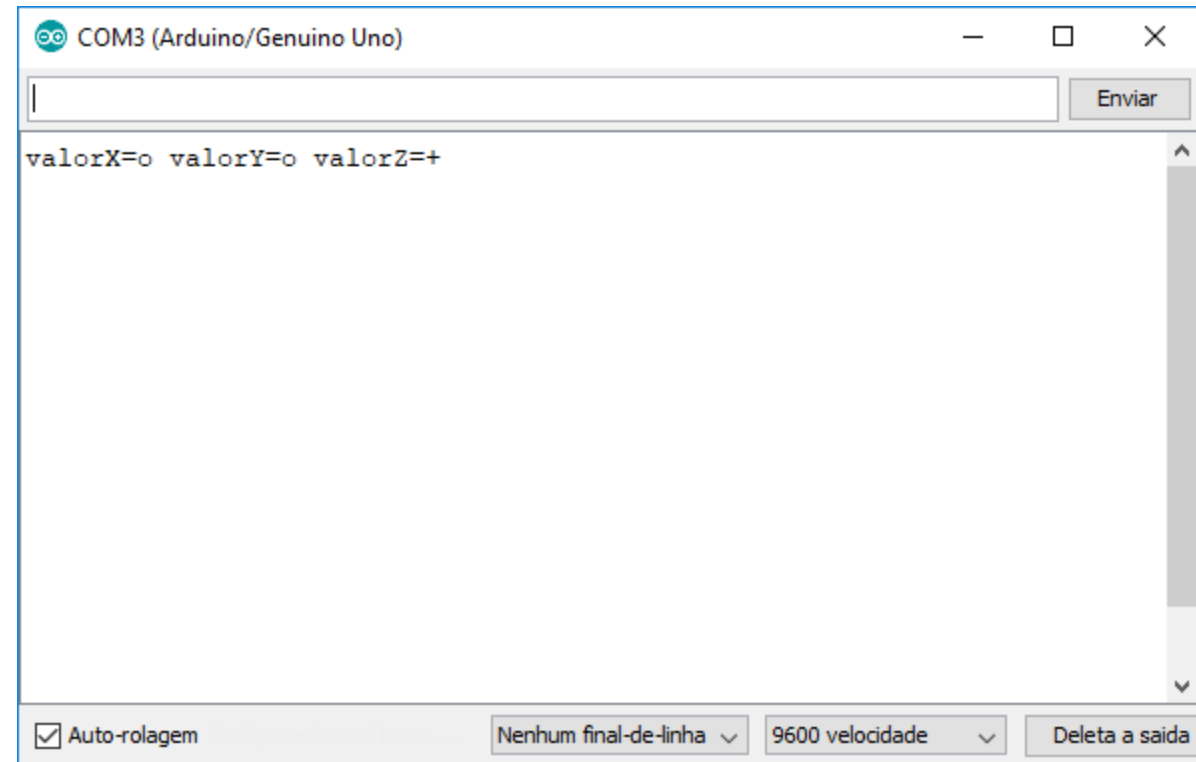 COM3 (Arduino/Genuino Uno)
Enviar
valorX=o valorY=o valorZ=+
Auto-rolagem Nenhum final-de-linha 9600 velocidade Deleta a saida